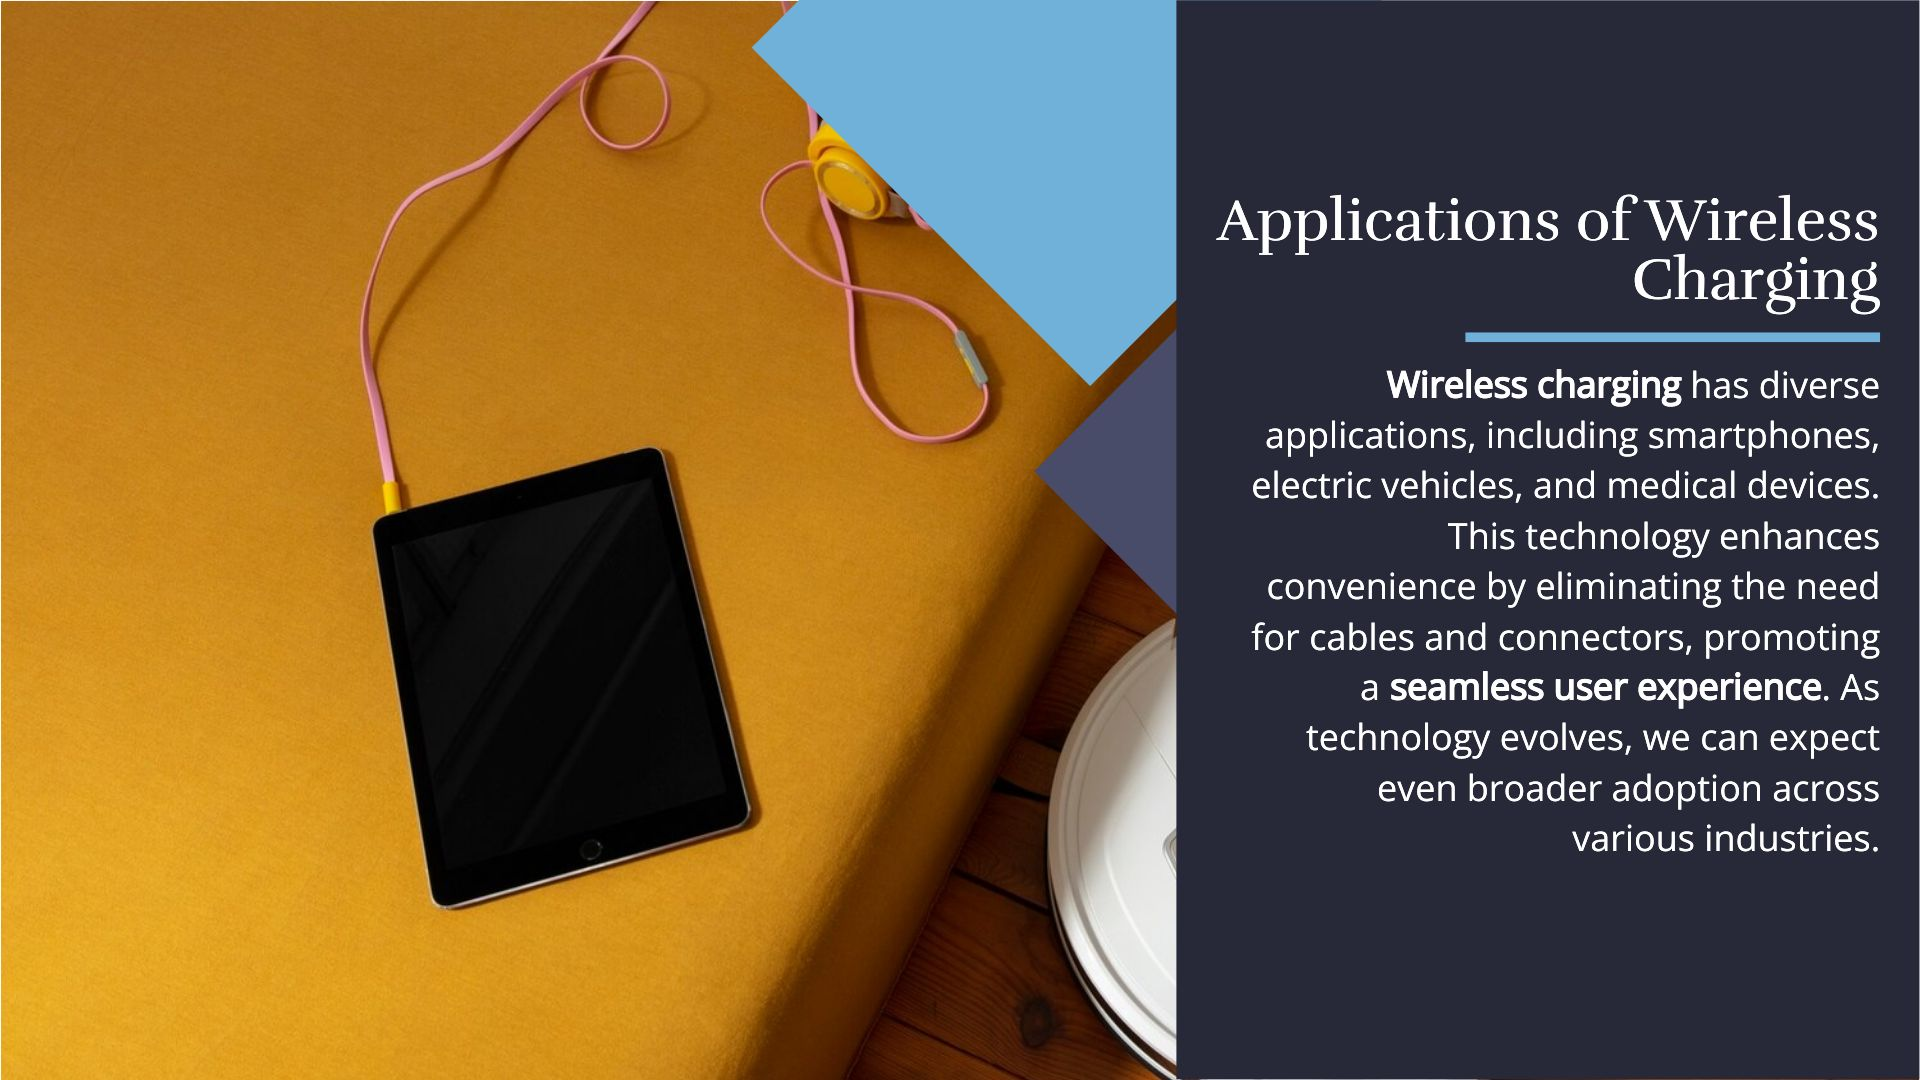 Applications of Wireless
Charging
Wireless charging has diverse
applications, including smartphones,
electric vehicles, and medical devices.
This technology enhances
convenience by eliminating the need
for cables and connectors, promoting
a seamless user experience. As
technology evolves, we can expect
even broader adoption across
various industries.